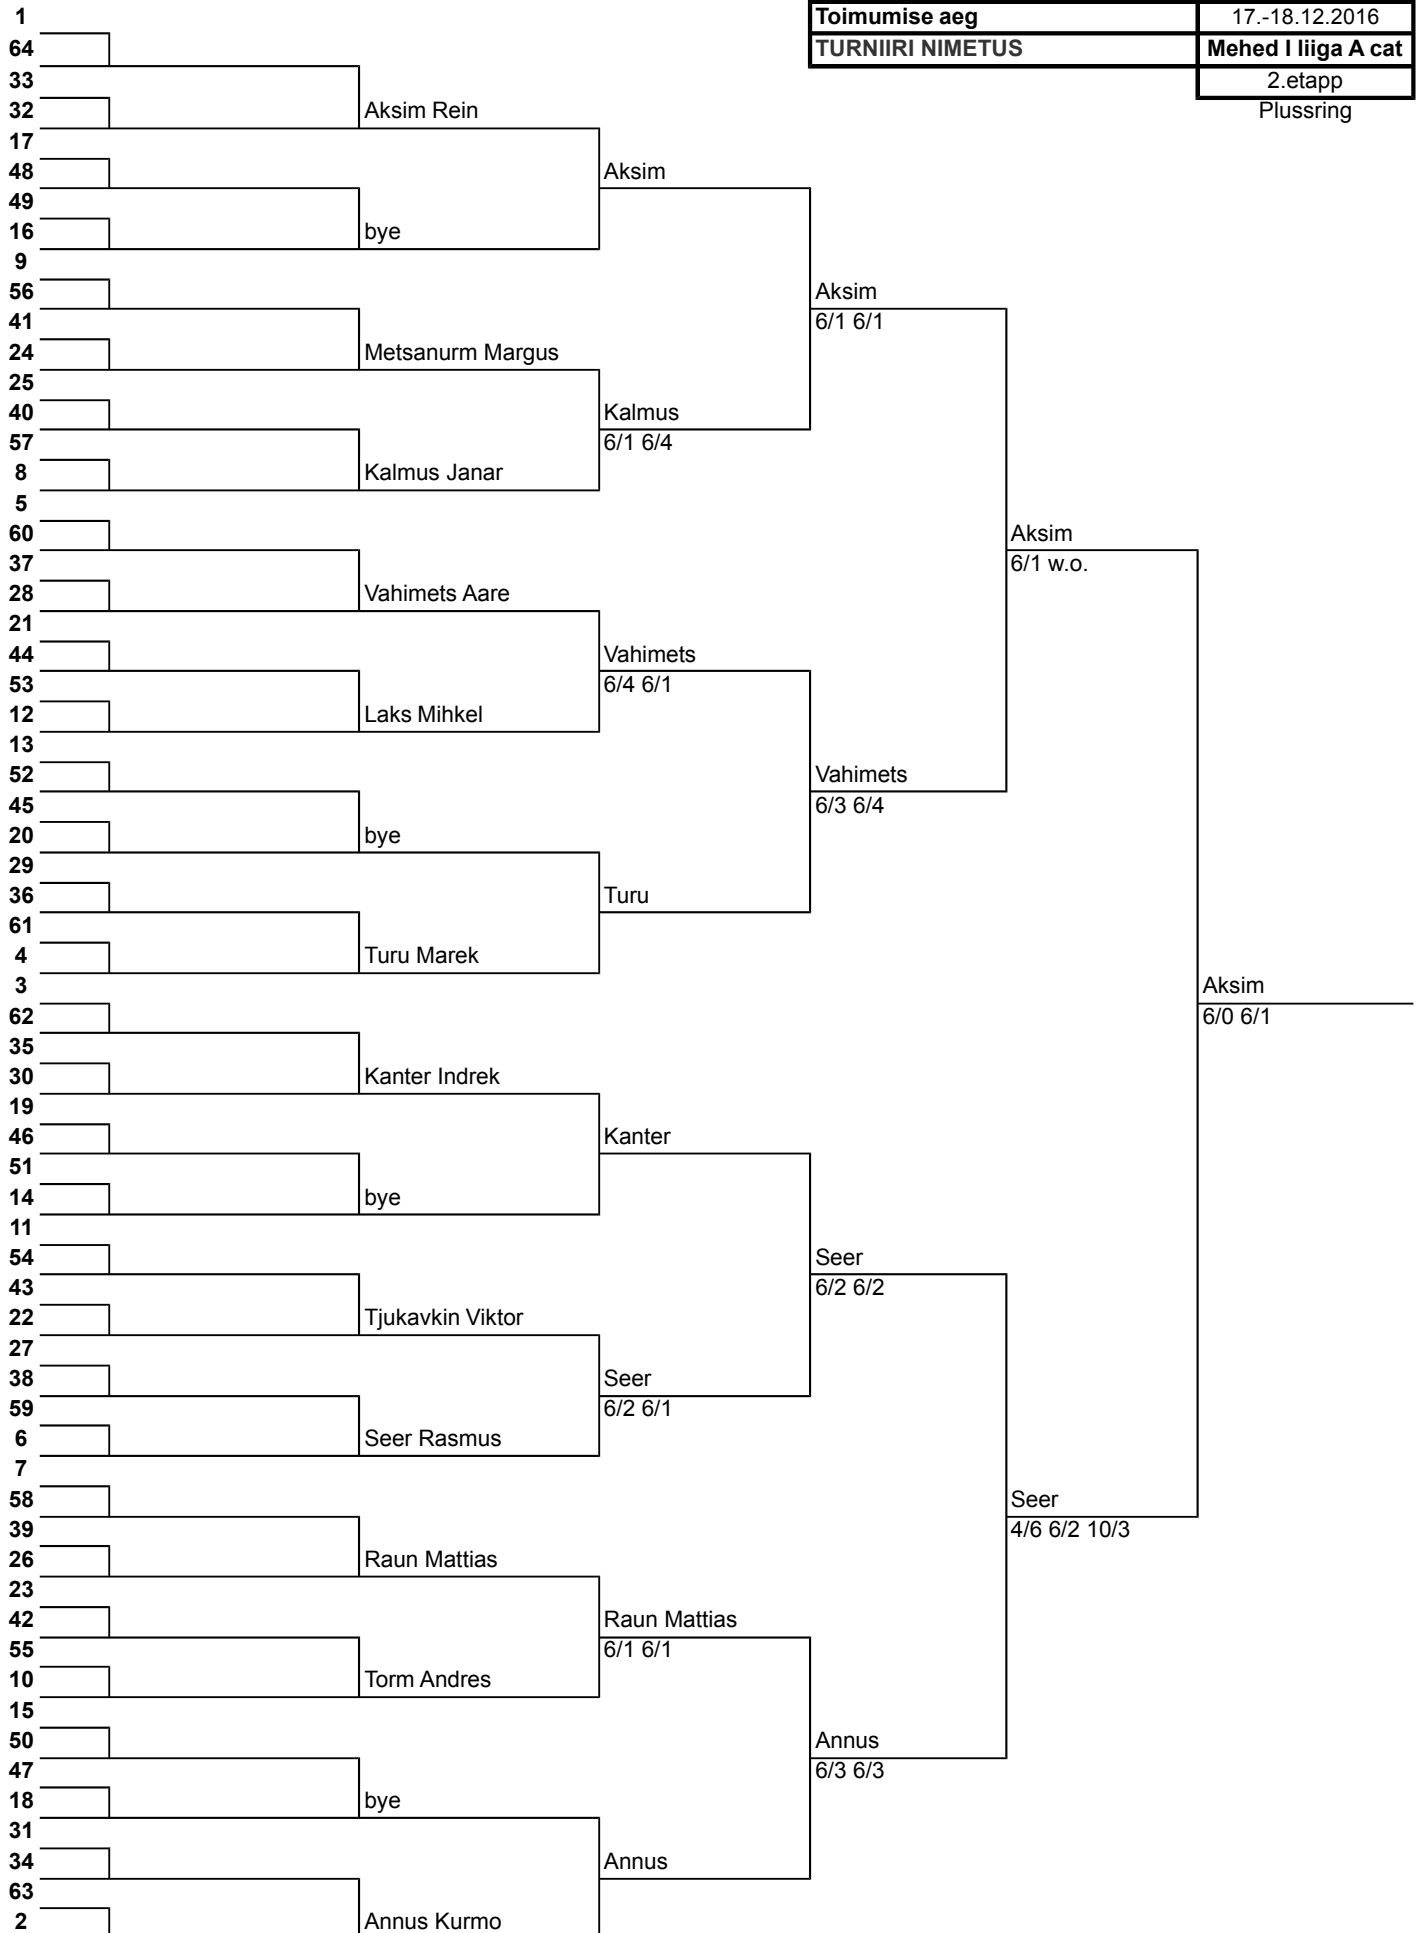 1
Toimumise aeg 17.-18.12.2016
64
TURNIIRI NIMETUS Mehed I liiga A cat
33
2.etapp
32 Aksim Rein
Plussring
17
48 Aksim
49
16 bye
9
56 Aksim
41 6/1 6/1
24 Metsanurm Margus
25
40 Kalmus
57 6/1 6/4
8 Kalmus Janar
5
60 Aksim
37 6/1 w.o.
28 Vahimets Aare
21
44 Vahimets
53 6/4 6/1
12 Laks Mihkel
13
52 Vahimets
45 6/3 6/4
20 bye
29
36 Turu
61
4 Turu Marek
3 Aksim
62 6/0 6/1
35
30 Kanter Indrek
19
46 Kanter
51
14 bye
11
54 Seer
43 6/2 6/2
22 Tjukavkin Viktor
27
38 Seer
59 6/2 6/1
6 Seer Rasmus
7
58 Seer
39 4/6 6/2 10/3
26 Raun Mattias
23
42 Raun Mattias
55 6/1 6/1
10 Torm Andres
15
50 Annus
47 6/3 6/3
18 bye
31
34 Annus
63
2 Annus Kurmo